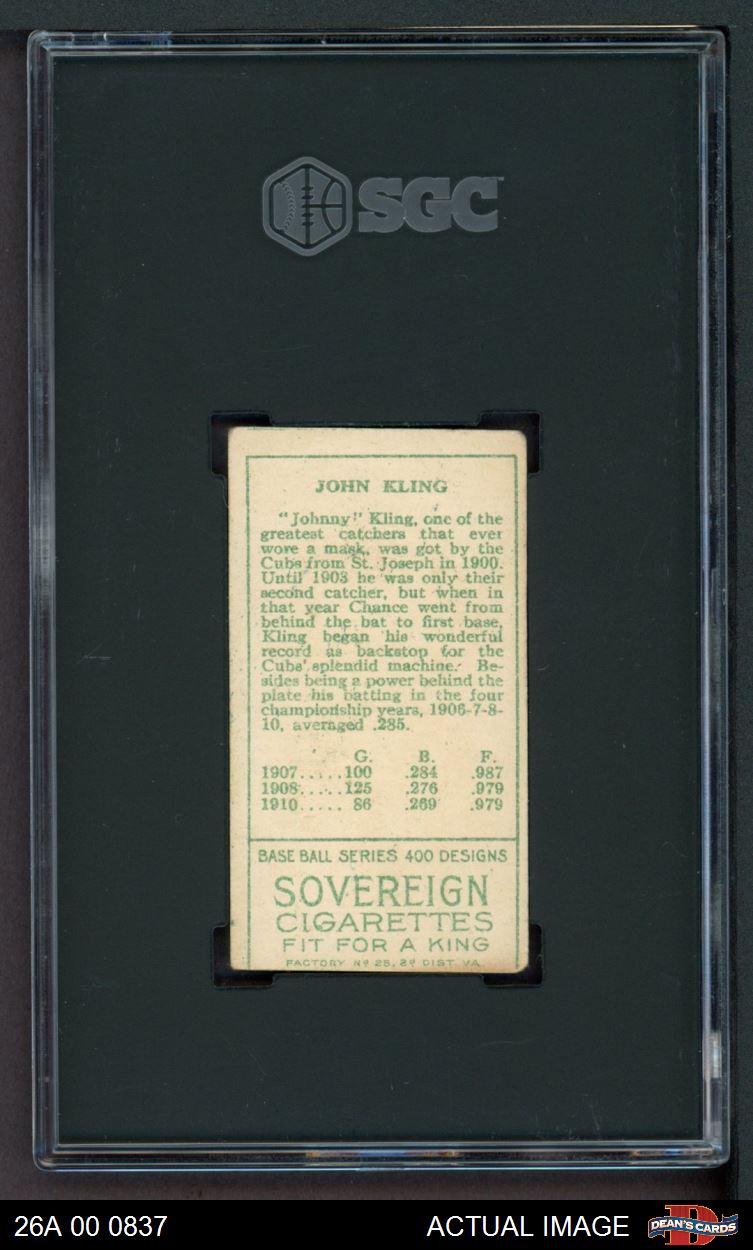 SGC
JOHN KLING
"Johnny" Kling, one of the
greatest catchers that ever
wore a mask, was got by the
Cubs from St. Joseph in 1900.
Until 1903 he was only their
second catcher, but when in
that year Chance went from
behind the bat to first base,
Kling began his wonderful
record as backstop for the
Cubs' splendid machine. Be-
sides being a power behind the
plate his batting in the four
championship years, 1906-7-8-
10, averaged .285.
G. B. F.
1907.....100 .284 .987
1908.....125 .276 .979
1910..... 86 .269 .979
BASE BALL SERIES 400 DESIGNS
SOVEREIGN
CIGARETTES
FIT FOR A KING
FACTORY Nº 25, 2d DIST. VA.
26A 00 0837
ACTUAL IMAGE
DEAN'S CARDS